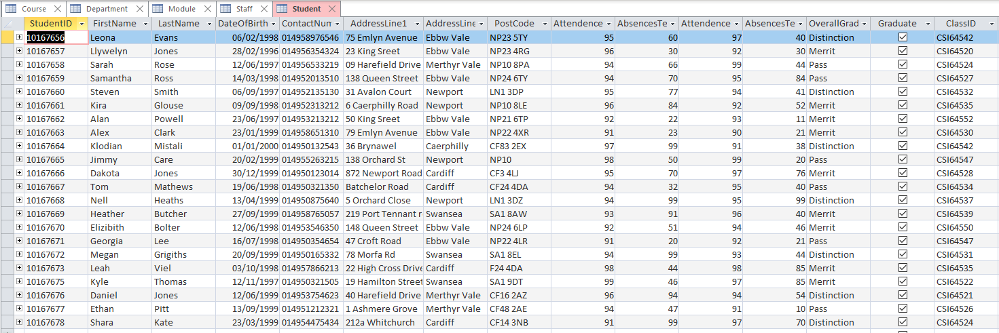 Course Department Module Staff Student
StudentID FirstName LastName DateOfBirth ContactNum AddressLine1 AddressLine PostCode Attendence AbsencesTe Attendence AbsencesTe OverallGrad Graduate ClassID
10167656 Leona Evans 06/02/1998 014958976546 75 Emlyn Avenue Ebbw Vale NP23 5TY 95 60 97 40 Distinction CSI64542
10167657 Llywelyn Jones 28/02/1996 014956354324 23 King Sreet Ebbw Vale NP23 4RG 96 30 92 30 Merrit CSI64520
10167658 Sarah Rose 12/06/1997 014956533219 09 Harefield Drive Merthyr Vale NP10 8PA 94 66 99 44 Pass CSI64524
10167659 Samantha Ross 14/03/1998 014952013510 138 Queen Street Ebbw Vale NP24 6TY 94 70 95 84 Pass CSI64527
10167660 Steven Smith 06/09/1997 014952135130 31 Avalon Court Newport LN1 3DP 95 77 94 41 Distinction CSI64532
10167661 Kira Glouse 09/09/1998 014952313212 6 Caerphilly Road Newport NP10 8LE 96 84 92 52 Merrit CSI64535
10167662 Alan Powell 23/06/1997 014953213212 50 King Sreet Ebbw Vale NP21 6TP 92 22 93 11 Merrit CSI64552
10167663 Alex Clark 23/01/1999 014958651310 79 Emlyn Avenue Ebbw Vale NP22 4XR 91 23 90 21 Merrit CSI64530
10167664 Klodian Mistali 01/01/2000 014950132543 36 Brynawel Caerphilly CF83 2EX 97 99 91 38 Distinction CSI64542
10167665 Jimmy Care 20/02/1999 014955263215 138 Orchard St Newport NP10 98 50 99 20 Pass CSI64547
10167666 Dakota Jones 30/12/1999 014950123014 872 Newport Road Cardiff CF3 4LJ 95 70 97 76 Merrit CSI64528
10167667 Tom Mathews 19/06/1998 014950321350 Batchelor Road Cardiff CF24 4DA 94 32 95 40 Pass CSI64534
10167668 Nell Heaths 13/04/1999 014950875640 5 Orchard Close Newport LN1 3DZ 94 99 95 99 Distinction CSI64537
10167669 Heather Butcher 27/09/1999 014958765057 219 Port Tennant r Swansea SA1 8AW 93 91 96 40 Merrit CSI64539
10167670 Elizibith Bolter 12/10/1998 014953546350 148 Queen Street Ebbw Vale NP24 6LP 92 51 94 46 Merrit CSI64550
10167671 Georgia Lee 16/07/1998 014950354654 47 Croft Road Ebbw Vale NP22 4LR 91 20 92 21 Pass CSI64547
10167672 Megan Grigiths 20/09/1999 014950165332 78 Morfa Rd Swansea SA1 8EL 94 99 93 44 Distinction CSI64531
10167673 Leah Viel 03/10/1998 014957866213 22 High Cross Drive Cardiff F24 4DA 98 44 98 85 Merrit CSI64535
10167675 Kyle Thomas 12/11/1997 014950321505 19 Hamilton Street Swansea SA1 9DT 99 46 97 85 Merrit CSI64522
10167676 Daniel Jones 12/06/1999 014953754623 40 Harefield Drive Merthyr Vale CF16 2AZ 96 94 94 54 Distinction CSI64521
10167677 Ethan Pitt 13/09/1999 014951212321 1 Ashmere Grove Merthyr Vale CF48 2AE 94 47 91 10 Pass CSI64526
10167678 Shara Kate 23/03/1999 014954475434 212a Whitchurch Cardiff CF14 3NB 91 99 97 70 Distinction CSI64524